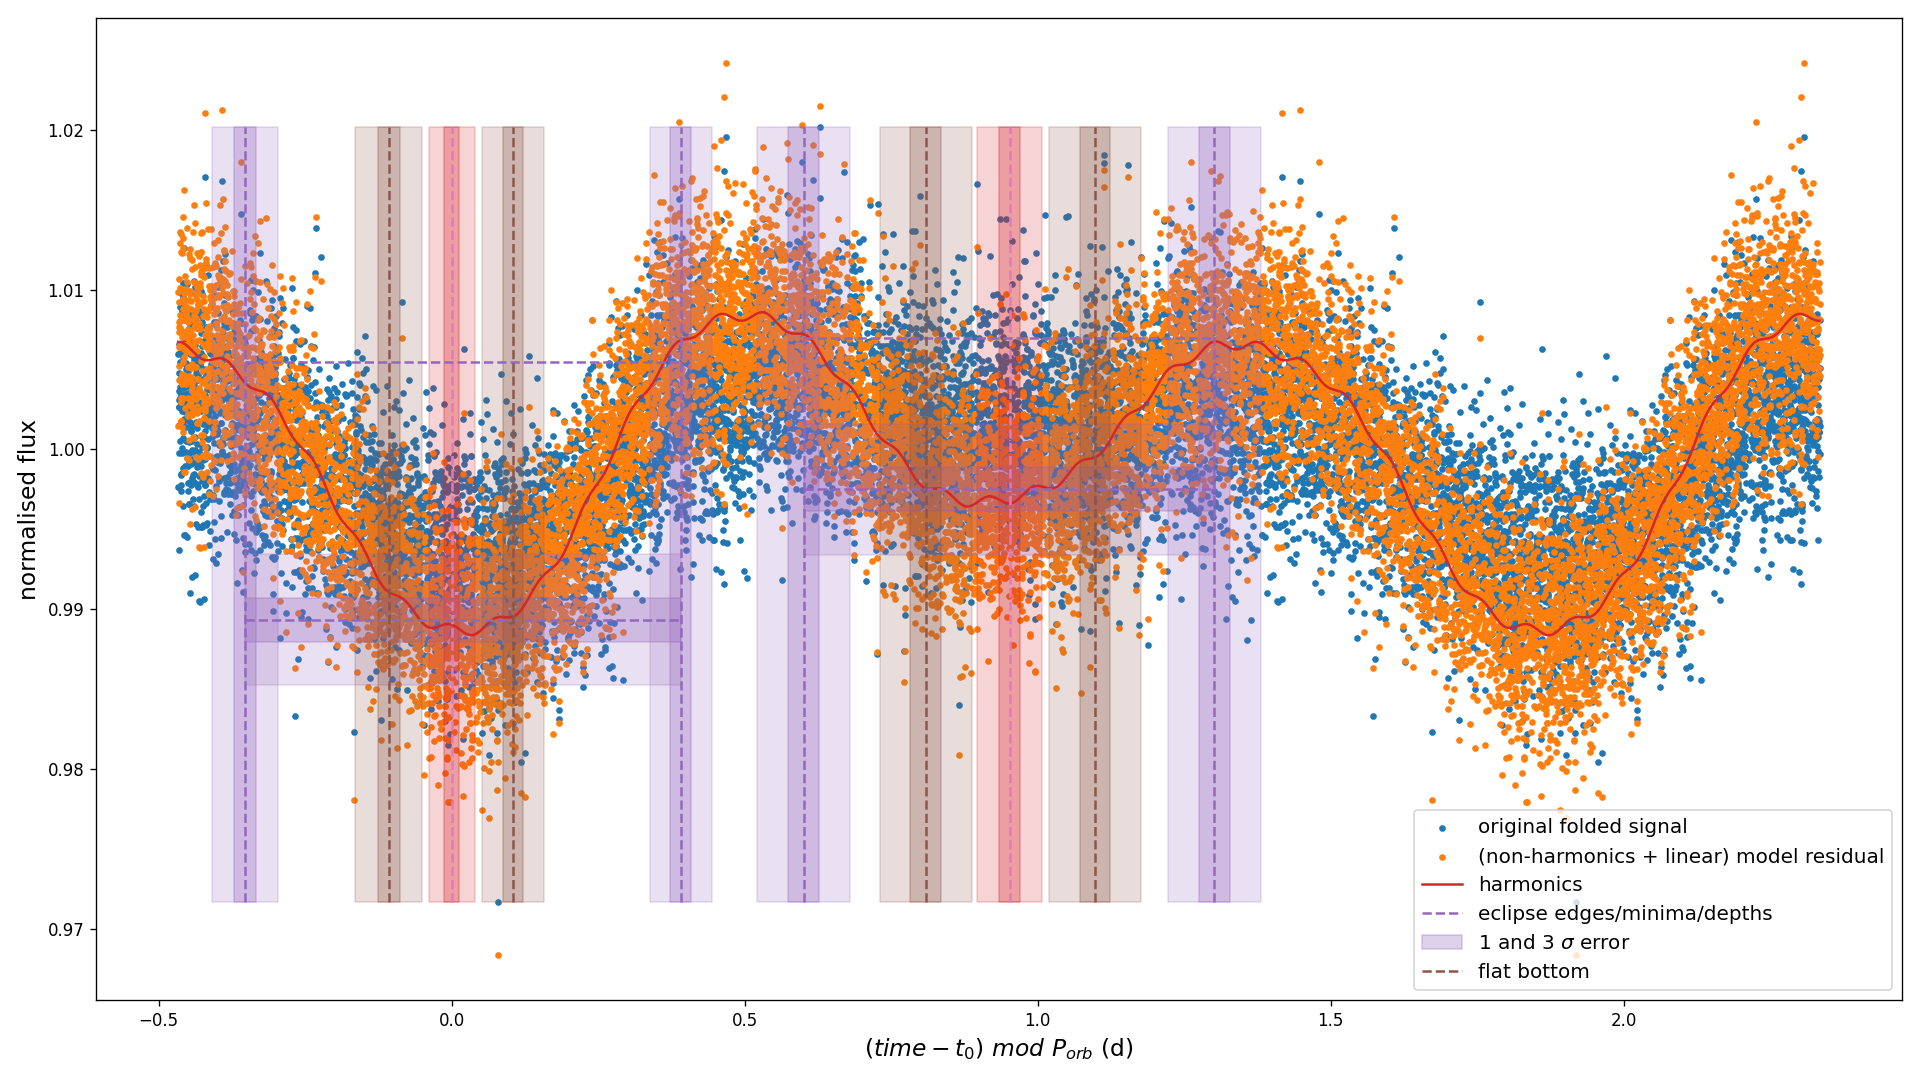 normalised flux
1.02
1.01
1.00
0.99
0.98
0.97
−0.5 0.0 0.5 1.0 1.5 2.0
(time − t₀) mod P_orb (d)
original folded signal
(non-harmonics + linear) model residual
harmonics
eclipse edges/minima/depths
1 and 3 σ error
flat bottom